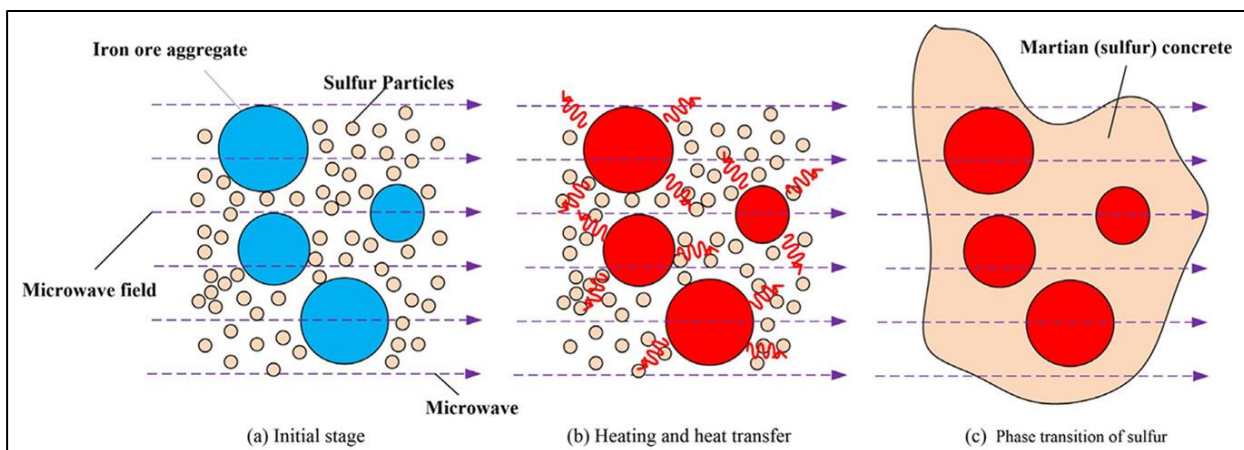 Iron ore aggregate
Sulfur Particles
Martian (sulfur) concrete
Microwave field
Microwave
(a) Initial stage
(b) Heating and heat transfer
(c) Phase transition of sulfur